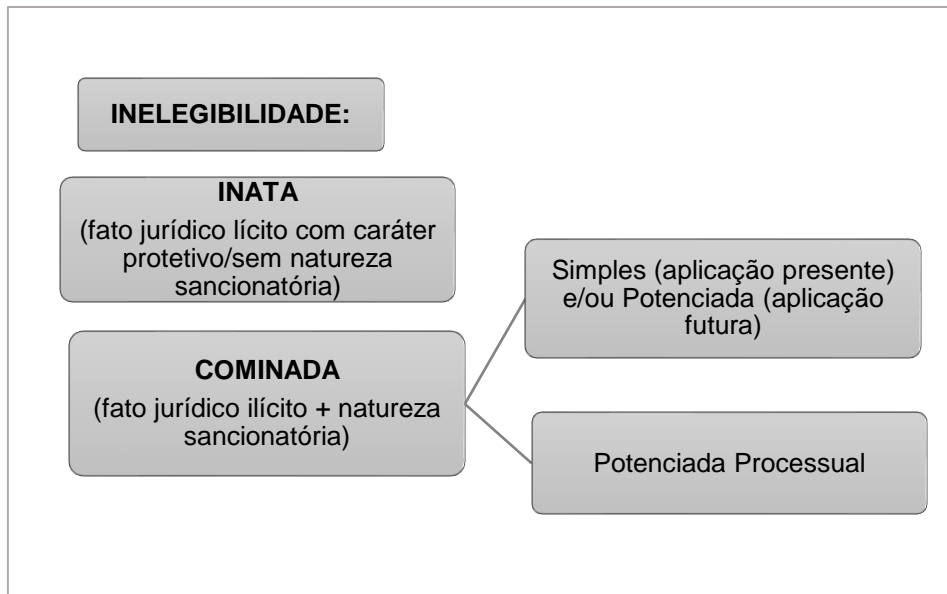 INELEGIBILIDADE:
INATA
(fato jurídico lícito com caráter
protetivo/sem natureza
sancionatória)
COMINADA
(fato jurídico ilícito + natureza
sancionatória)
Simples (aplicação presente)
e/ou Potenciada (aplicação
futura)
Potenciada Processual